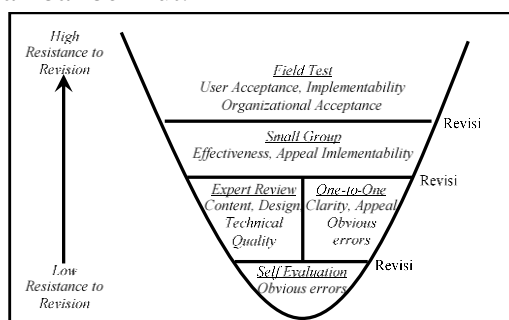 High
Resistance to
Revision
Field Test
User Acceptance, Implementability
Organizational Acceptance
Revisi
Small Group
Effectiveness, Appeal Imlementability
Revisi
Expert Review
Content, Design,
Technical
Quality
One-to-One
Clarity, Appeal
Obvious
errors
Revisi
Self Evaluation
Obvious errors
Low
Resistance to
Revision